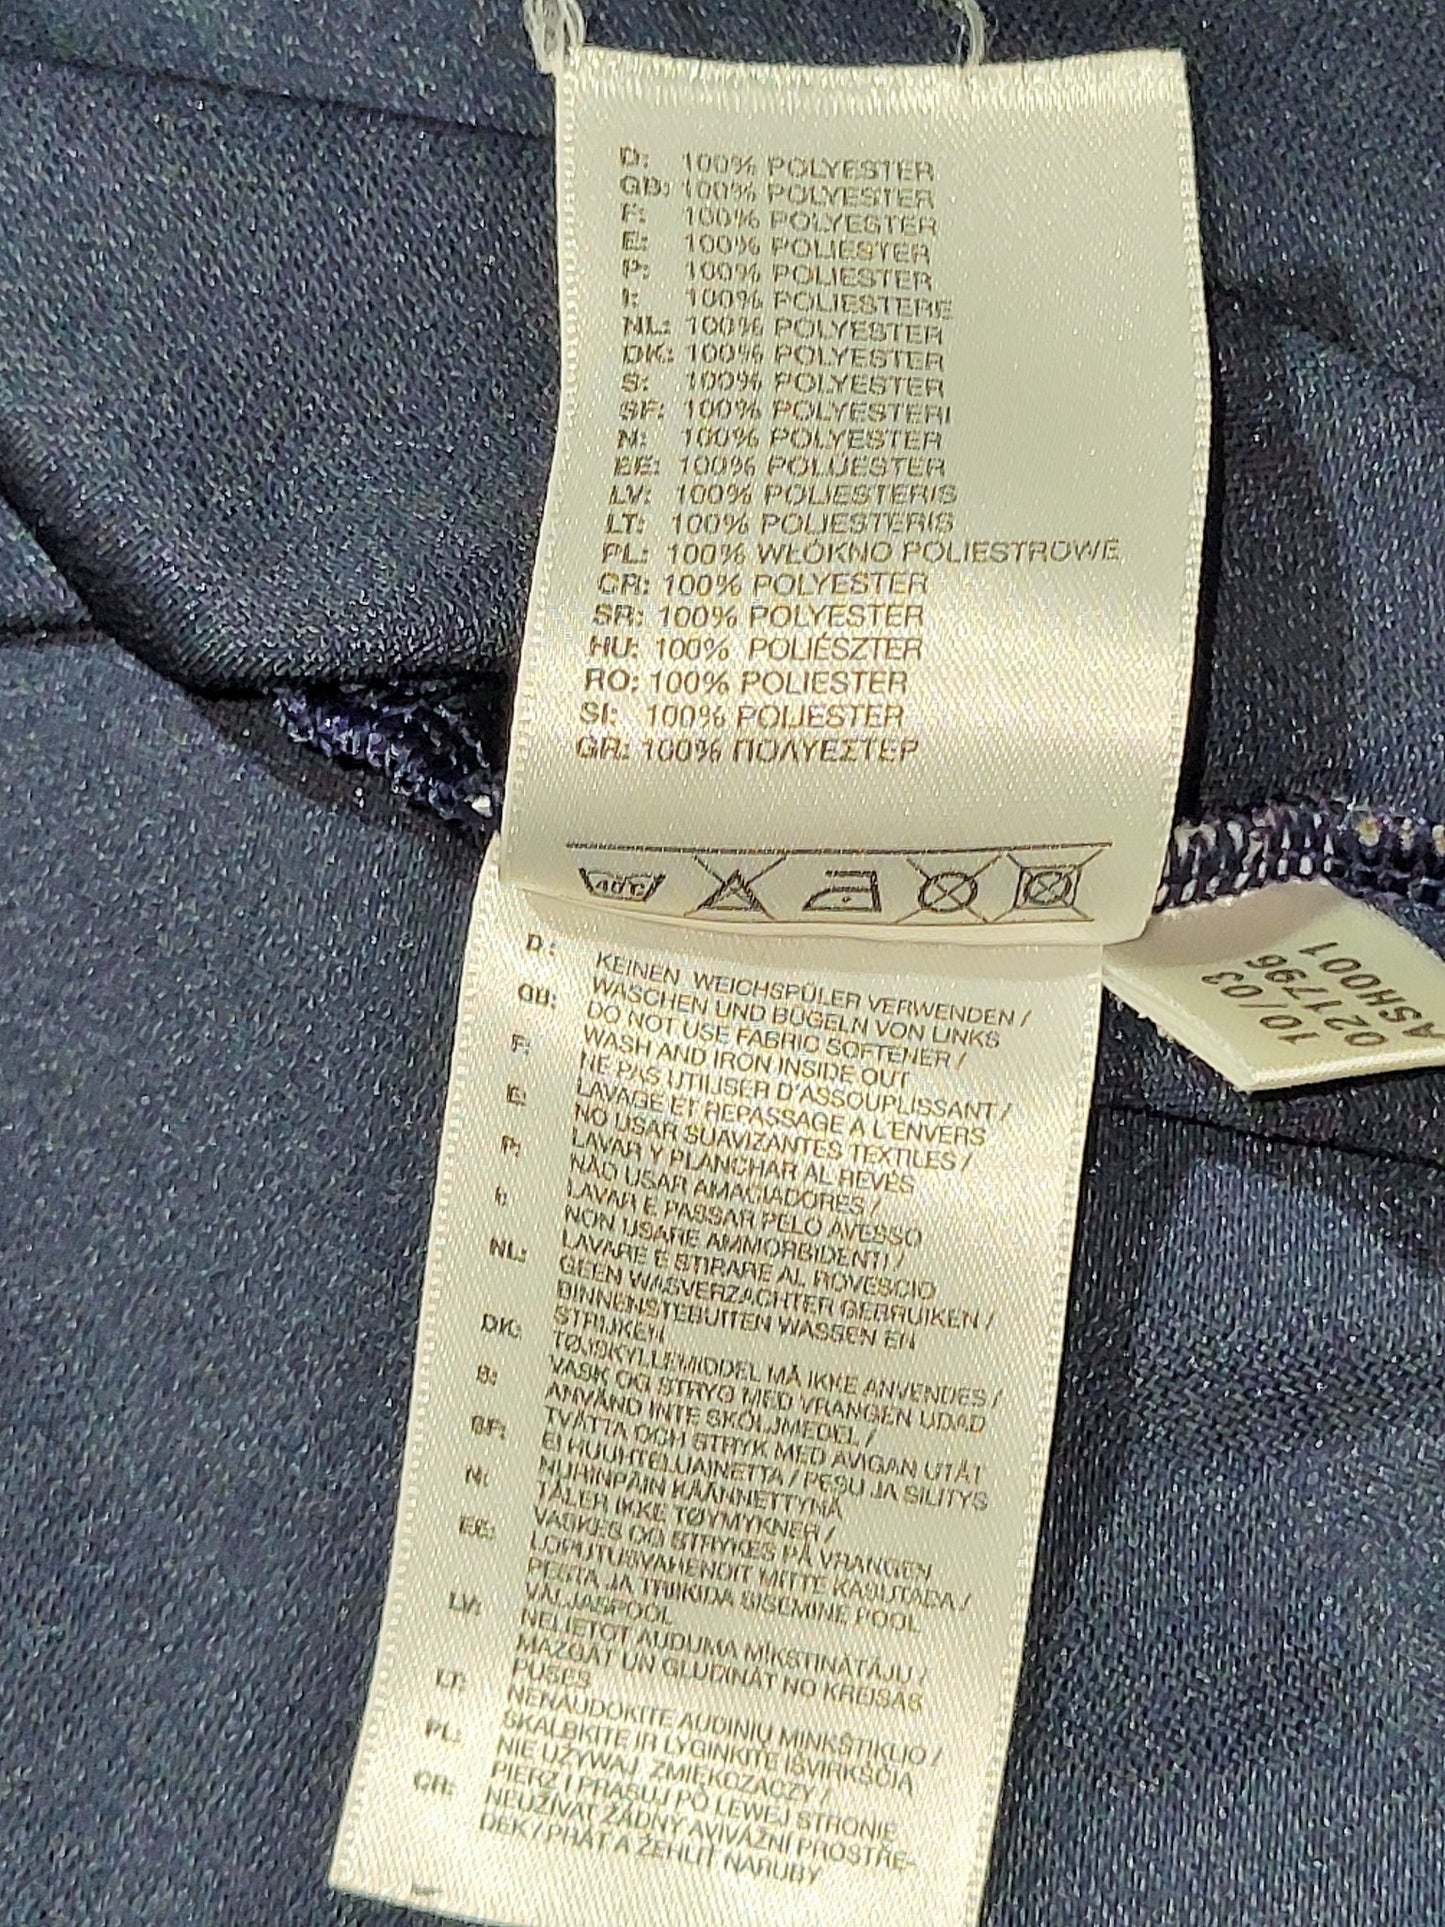 D: 100% POLYESTER
GB: 100% POLYESTER
F: 100% POLYESTER
E: 100% POLIESTER
P: 100% POLIESTER
I: 100% POLIESTERE
NL: 100% POLYESTER
DK: 100% POLYESTER
S: 100% POLYESTER
SF: 100% POLYESTERI
N: 100% POLYESTER
EE: 100% POLÜESTER
LV: 100% POLIESTERIS
LT: 100% POLIESTERIS
PL: 100% WŁÓKNO POLIESTROWE
CR: 100% POLYESTER
SR: 100% POLYESTER
HU: 100% POLIÉSZTER
RO: 100% POLIESTER
SI: 100% POLIESTER
GR: 100% ΠΟΛΥΕΣΤΕΡ
40°C
D: KEINEN WEICHSPÜLER VERWENDEN /
WASCHEN UND BÜGELN VON LINKS
GB: DO NOT USE FABRIC SOFTENER /
WASH AND IRON INSIDE OUT
F: NE PAS UTILISER D'ASSOUPLISSANT /
LAVAGE ET REPASSAGE A L'ENVERS
E: NO USAR SUAVIZANTES TEXTILES /
LAVAR Y PLANCHAR AL REVES
P: NÃO USAR AMACIADORES /
LAVAR E PASSAR PELO AVESSO
I: NON USARE AMMORBIDENTI /
LAVARE E STIRARE AL ROVESCIO
NL: GEEN WASVERZACHTER GEBRUIKEN /
BINNENSTEBUITEN WASSEN EN
STRIJKEN
DK: TØJSKYLLEMIDDEL MÅ IKKE ANVENDES /
VASK OG STRYG MED VRANGEN UDAD
S: ANVÄND INTE SKÖLJMEDEL /
TVÄTTA OCH STRYK MED AVIGAN UTÅT
SF: EI HUUHTELUAINETTA / PESU JA SILITYS
NURINPÄIN KÄÄNNETTYNÄ
N: TÅLER IKKE TØYMYKNER /
VASKES OG STRYKES PÅ VRANGEN
EE: LOPUTUSVAHENDIT MITTE KASUTADA /
PESTA JA TRIIKIDA SISEMINE POOL
VÄLJASPOOL
LV: NELIETOT AUDUMA MĪKSTINĀTĀJU /
MAZGĀT UN GLUDINĀT NO KREISĀS
PUSES
LT: NENAUDOKITE AUDINIŲ MINKŠTIKLIO /
SKALBKITE IR LYGINKITE IŠVIRKŠČIĄ
PL: NIE UŻYWAJ ZMIĘKCZACZY /
PIERZ I PRASUJ PO LEWEJ STRONIE
CR: NEUŽÍVAT ŽÁDNÝ AVIVÁŽNÍ PROSTŘE-
DEK / PRÁT A ŽEHLIT NARUBY
10/03
0217796
ASH001